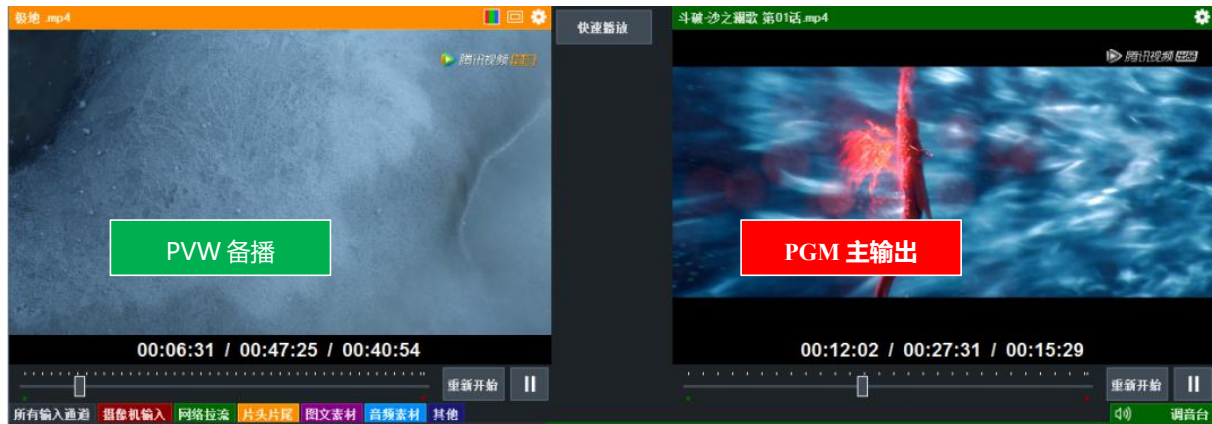 极地 .mp4
快速播放
斗破·沙之澜歌 第01话.mp4
腾讯视频
腾讯视频
PVW 备播
PGM 主输出
00:06:31 / 00:47:25 / 00:40:54
00:12:02 / 00:27:31 / 00:15:29
重新开始
重新开始
所有输入通道 摄像机输入 网络拉流 片头片尾 图文素材 音频素材 其他
调音台